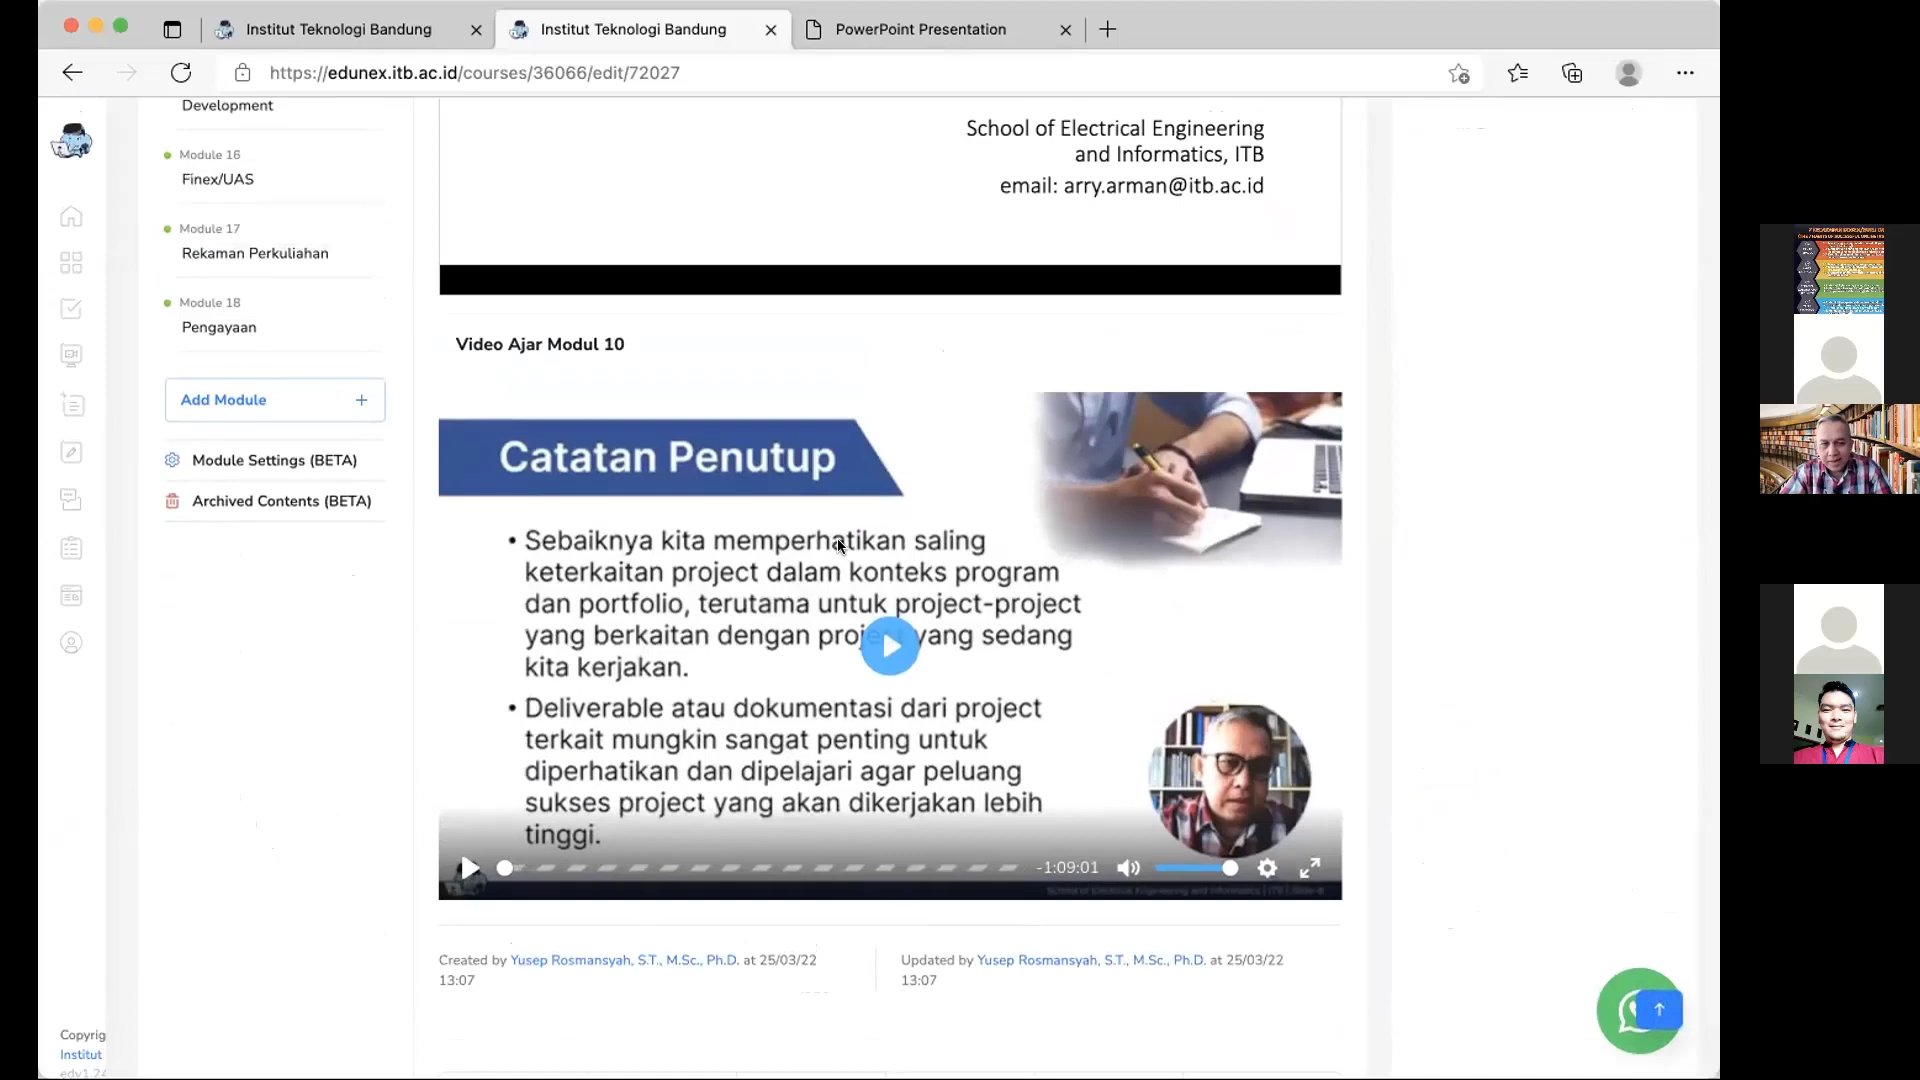 Institut Teknologi Bandung
Institut Teknologi Bandung
PowerPoint Presentation
https://edunex.itb.ac.id/courses/36066/edit/72027
Development
Module 16
Finex/UAS
Module 17
Rekaman Perkuliahan
Module 18
Pengayaan
Add Module
Module Settings (BETA)
Archived Contents (BETA)
Copyrig
Institut
School of Electrical Engineering
and Informatics, ITB
email: arry.arman@itb.ac.id
Video Ajar Modul 10
Catatan Penutup
• Sebaiknya kita memperhatikan saling
keterkaitan project dalam konteks program
dan portfolio, terutama untuk project-project
yang berkaitan dengan project yang sedang
kita kerjakan.
• Deliverable atau dokumentasi dari project
terkait mungkin sangat penting untuk
diperhatikan dan dipelajari agar peluang
sukses project yang akan dikerjakan lebih
tinggi.
-1:09:01
Created by Yusep Rosmansyah, S.T., M.Sc., Ph.D. at 25/03/22
13:07
Updated by Yusep Rosmansyah, S.T., M.Sc., Ph.D. at 25/03/22
13:07